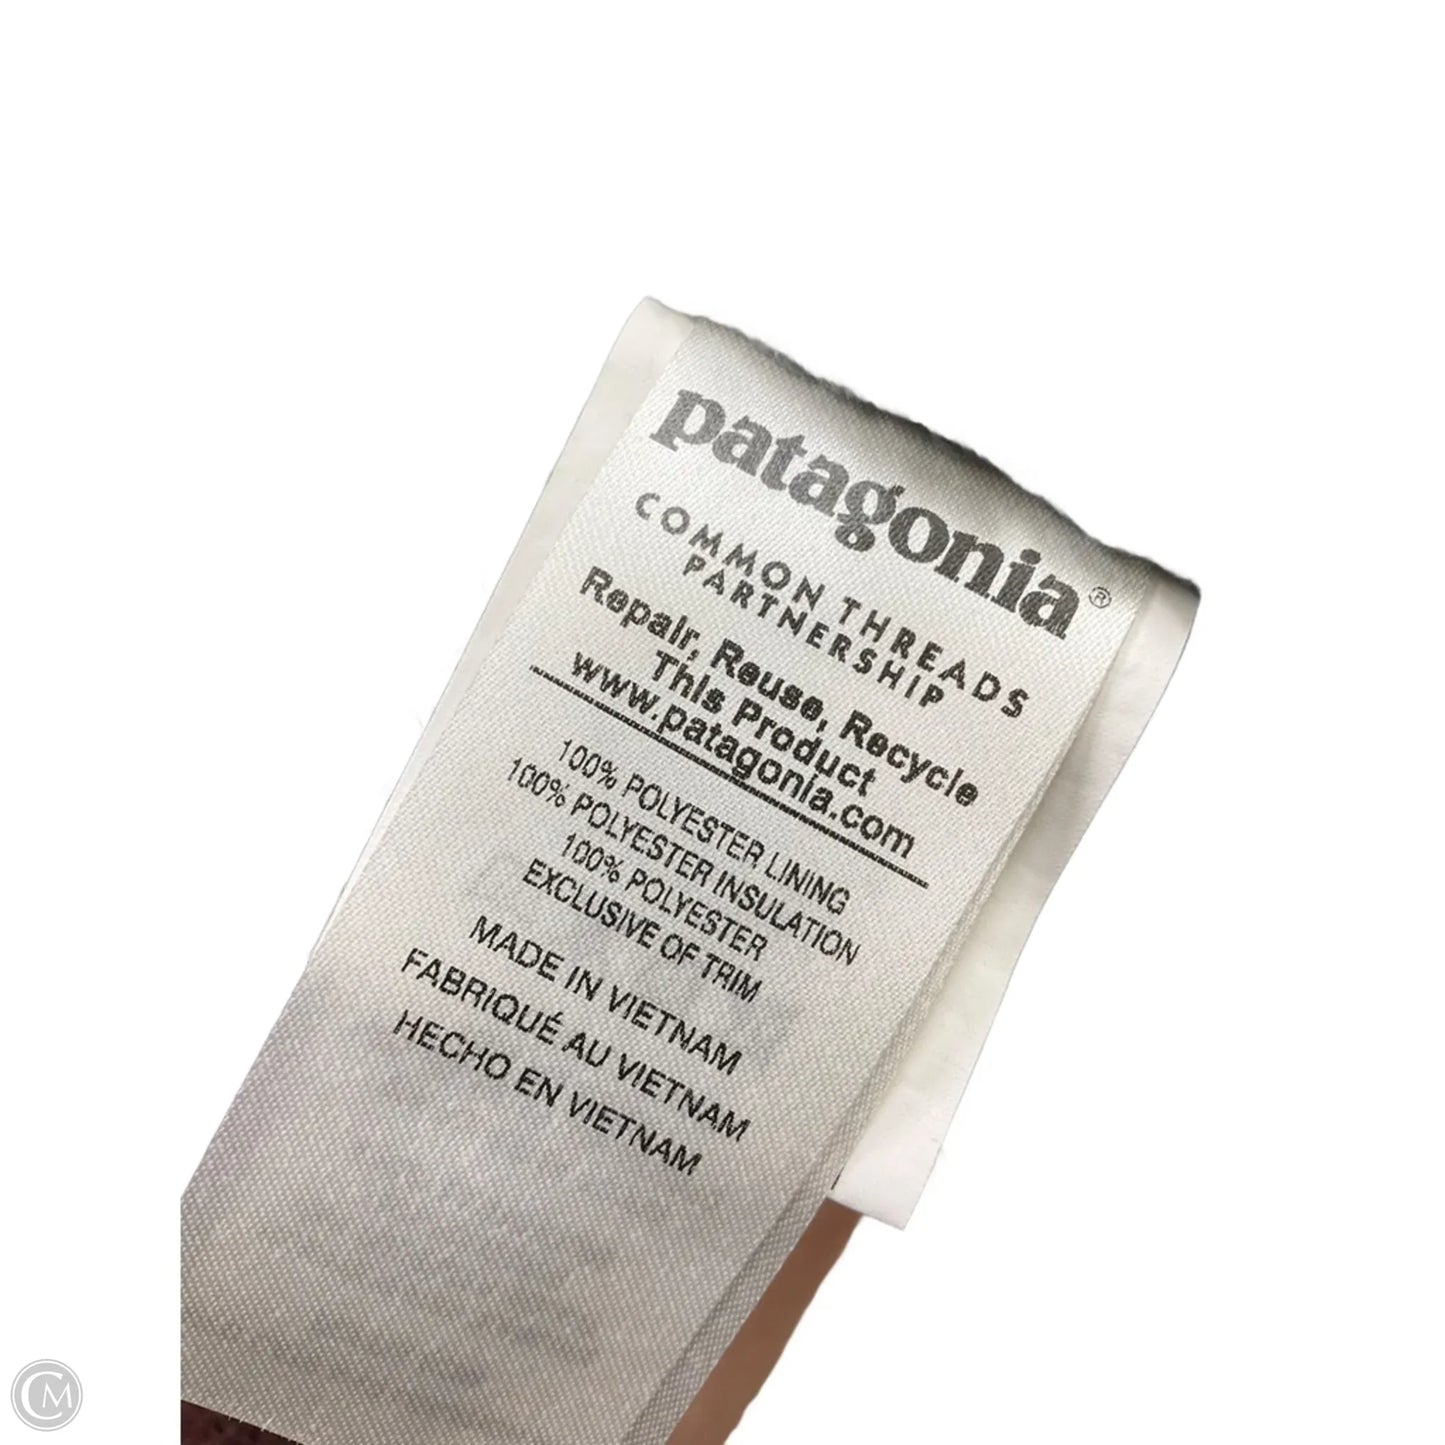 patagonia®
COMMON THREADS
PARTNERSHIP
Repair, Reuse, Recycle
This Product
www.patagonia.com
100% POLYESTER LINING
100% POLYESTER INSULATION
100% POLYESTER
EXCLUSIVE OF TRIM
MADE IN VIETNAM
FABRIQUÉ AU VIETNAM
HECHO EN VIETNAM
CM